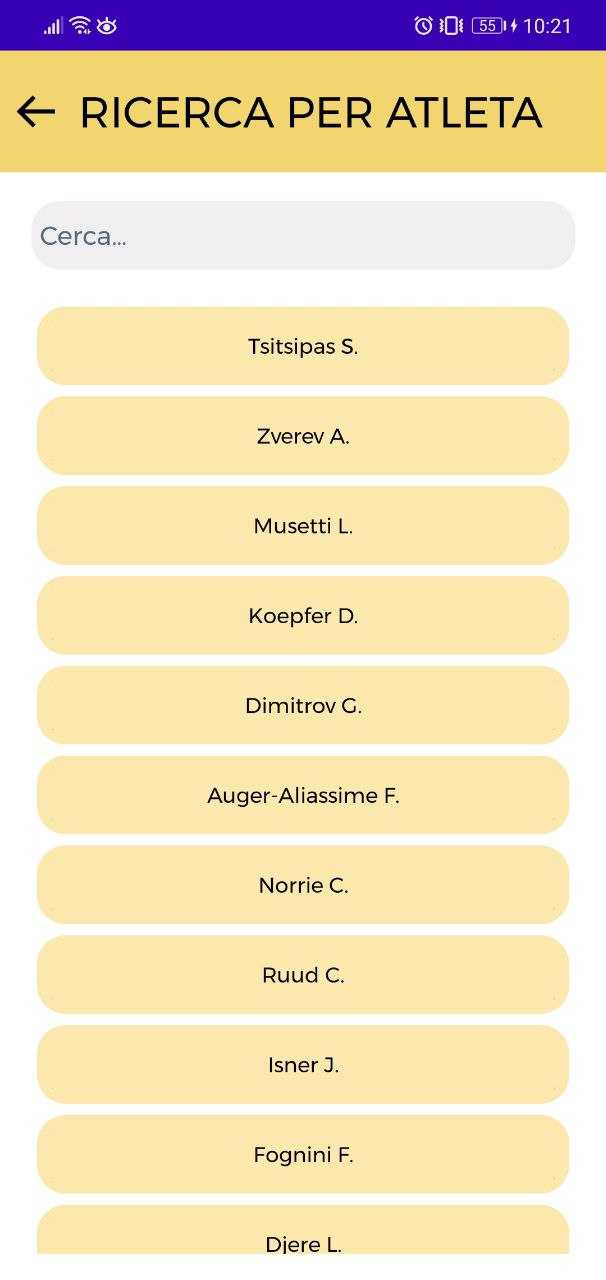 55 10:21
RICERCA PER ATLETA
Cerca...
Tsitsipas S.
Zverev A.
Musetti L.
Koepfer D.
Dimitrov G.
Auger-Aliassime F.
Norrie C.
Ruud C.
Isner J.
Fognini F.
Djere L.